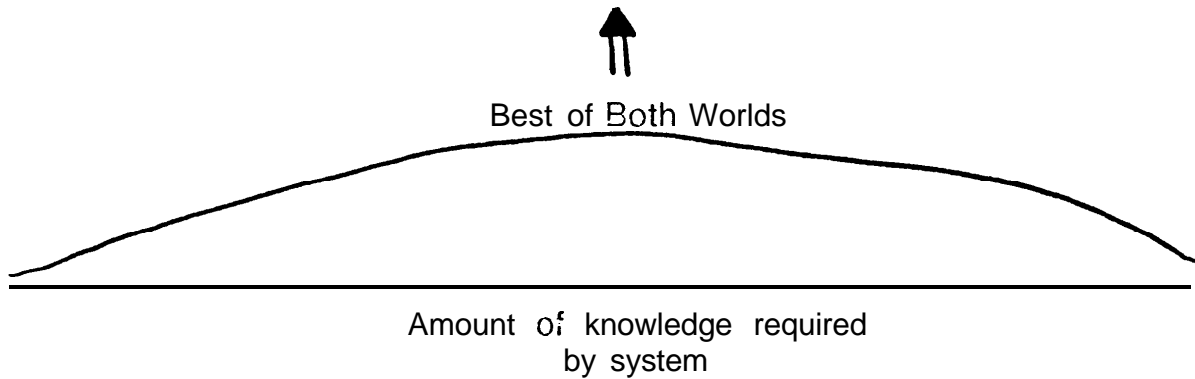 Best of Both Worlds
Amount of knowledge required
by system